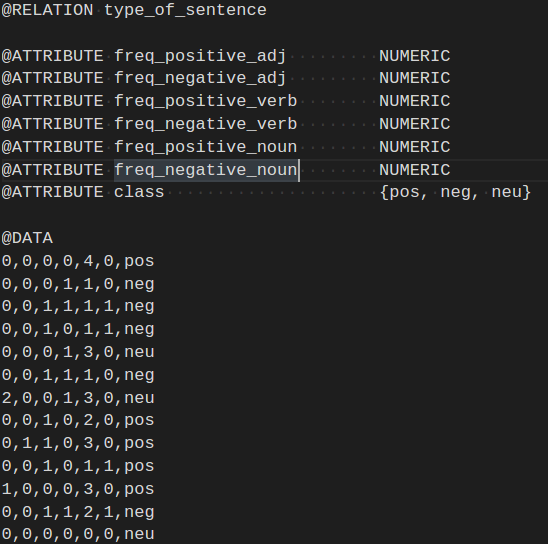 @RELATION type_of_sentence
@ATTRIBUTE freq_positive_adj NUMERIC
@ATTRIBUTE freq_negative_adj NUMERIC
@ATTRIBUTE freq_positive_verb NUMERIC
@ATTRIBUTE freq_negative_verb NUMERIC
@ATTRIBUTE freq_positive_noun NUMERIC
@ATTRIBUTE freq_negative_noun NUMERIC
@ATTRIBUTE class {pos, neg, neu}
@DATA
0,0,0,0,4,0,pos
0,0,0,1,1,0,neg
0,0,1,1,1,1,neg
0,0,1,0,1,1,neg
0,0,0,1,3,0,neu
0,0,1,1,1,0,neg
2,0,0,1,3,0,neu
0,0,1,0,2,0,pos
0,1,1,0,3,0,pos
0,0,1,0,1,1,pos
1,0,0,0,3,0,pos
0,0,1,1,2,1,neg
0,0,0,0,0,0,neu